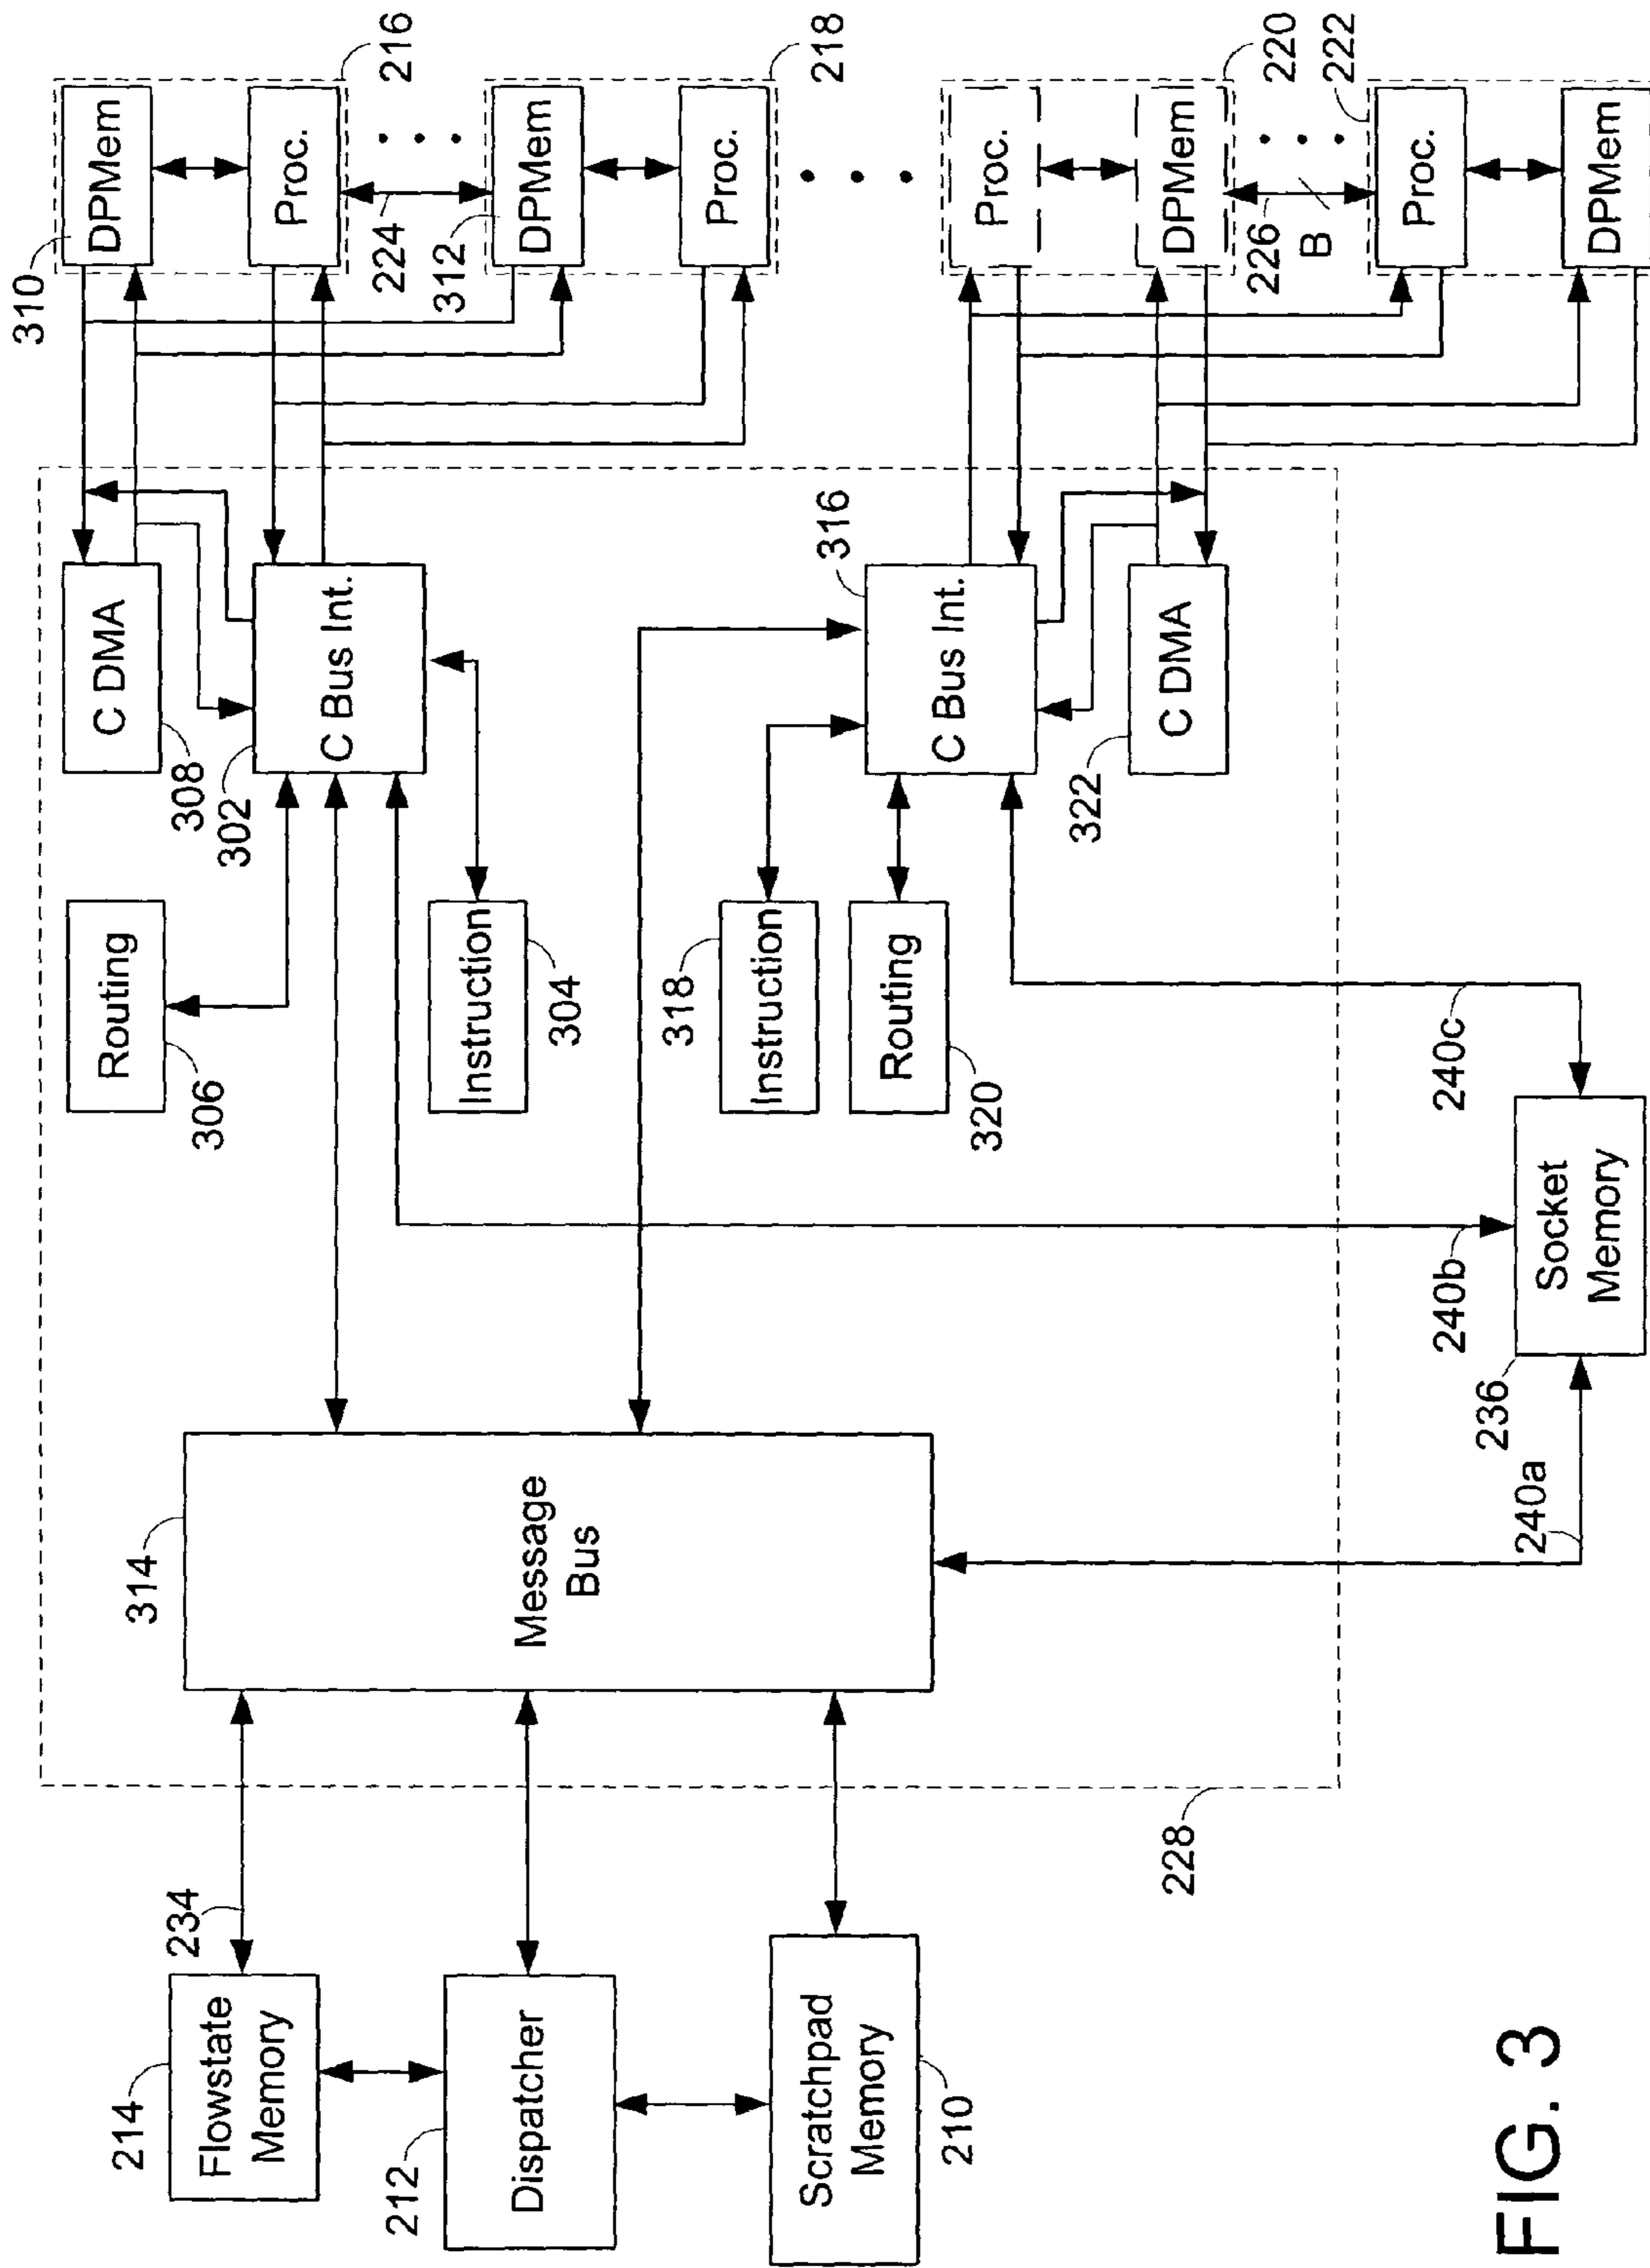 310
DPMem
216
Proc.
224
312
DPMem
218
Proc.
Proc.
220
DPMem
226
B
222
Proc.
DPMem
C DMA
308
302
C Bus Int.
316
C Bus Int.
322
C DMA
Routing
306
Instruction
304
318
Instruction
Routing
320
240c
314
Message
Bus
240b
Socket
Memory
236
240a
234
228
214
Flowstate
Memory
212
Dispatcher
Scratchpad
Memory
210
FIG. 3